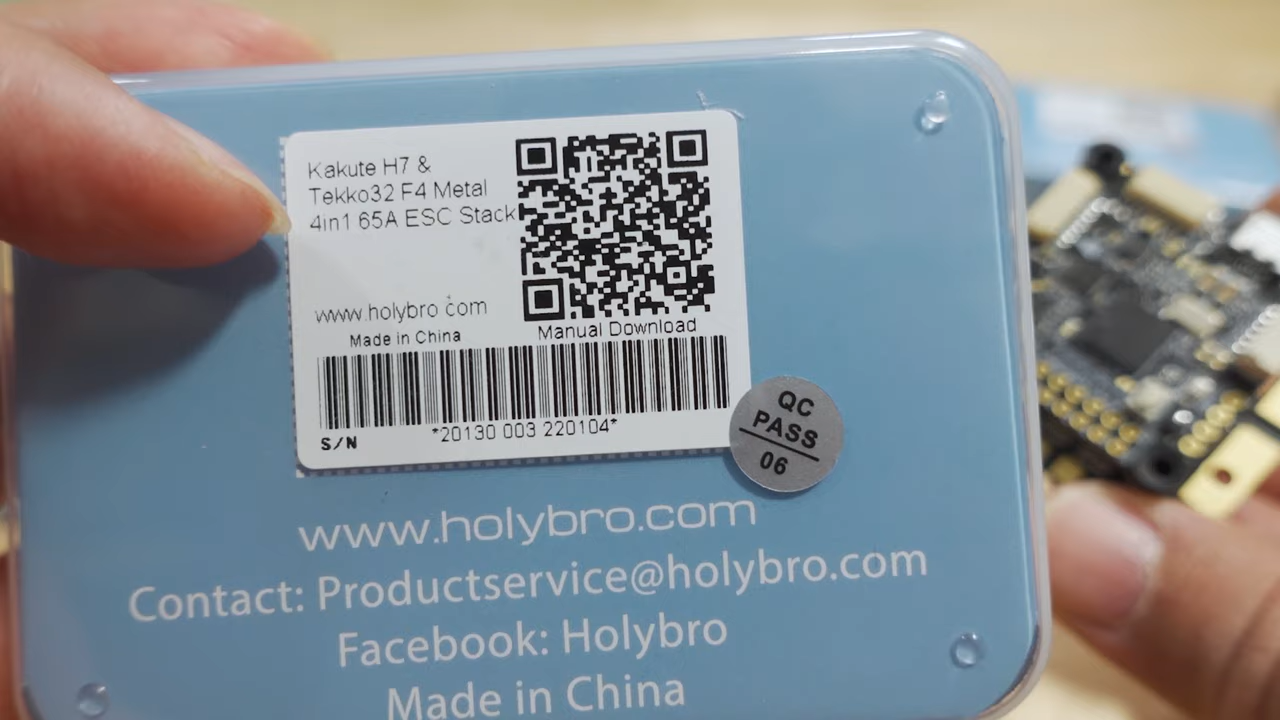 Kakute H7 &
Tekko32 F4 Metal
4in1 65A ESC Stack
www.holybro.com
Made in China
Manual Download
S/N
*20130 003 220104*
QC
PASS
06
www.holybro.com
Contact: Productservice@holybro.com
Facebook: Holybro
Made in China